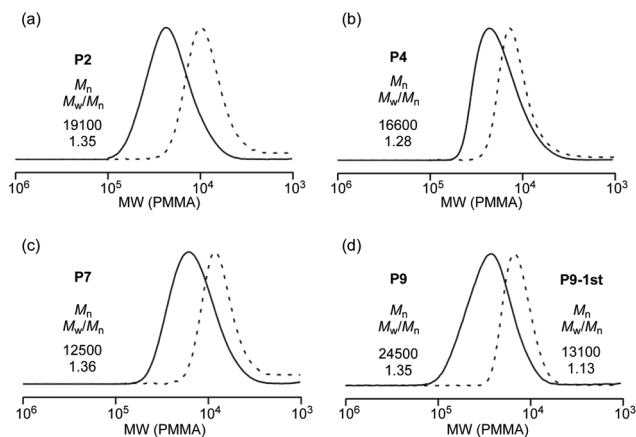 (a)
P2
Mn
Mw/Mn
19100
1.35
10^6 10^5 10^4 10^3
MW (PMMA)
(b)
P4
Mn
Mw/Mn
16600
1.28
10^6 10^5 10^4 10^3
MW (PMMA)
(c)
P7
Mn
Mw/Mn
12500
1.36
10^6 10^5 10^4 10^3
MW (PMMA)
(d)
P9 P9-1st
Mn Mn
Mw/Mn Mw/Mn
24500 13100
1.35 1.13
10^6 10^5 10^4 10^3
MW (PMMA)